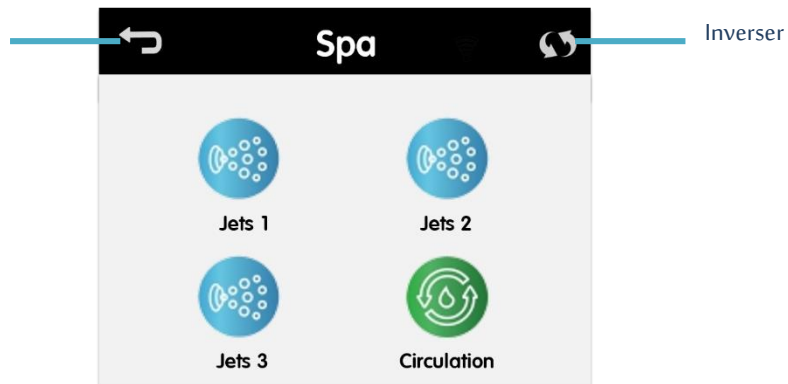 Spa
Inverser
Jets 1
Jets 2
Jets 3
Circulation